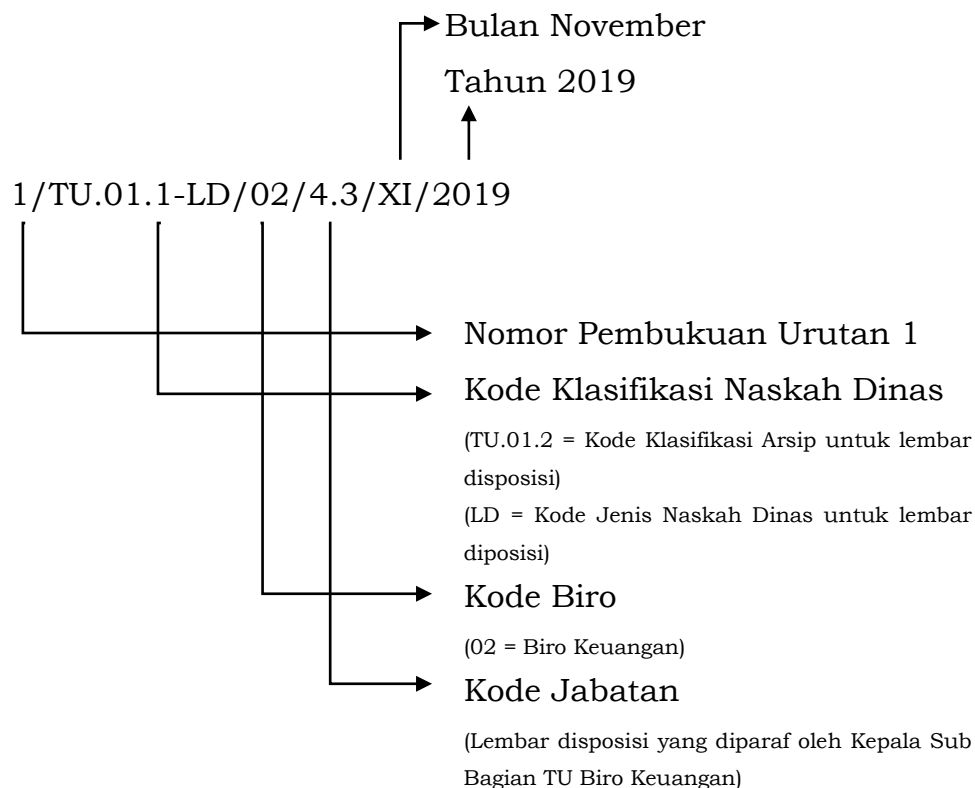 Bulan November
Tahun 2019
1/TU.01.1-LD/02/4.3/XI/2019
Nomor Pembukuan Urutan 1
Kode Klasifikasi Naskah Dinas
(TU.01.2 = Kode Klasifikasi Arsip untuk lembar
disposisi)
(LD = Kode Jenis Naskah Dinas untuk lembar
diposisi)
Kode Biro
(02 = Biro Keuangan)
Kode Jabatan
(Lembar disposisi yang diparaf oleh Kepala Sub
Bagian TU Biro Keuangan)